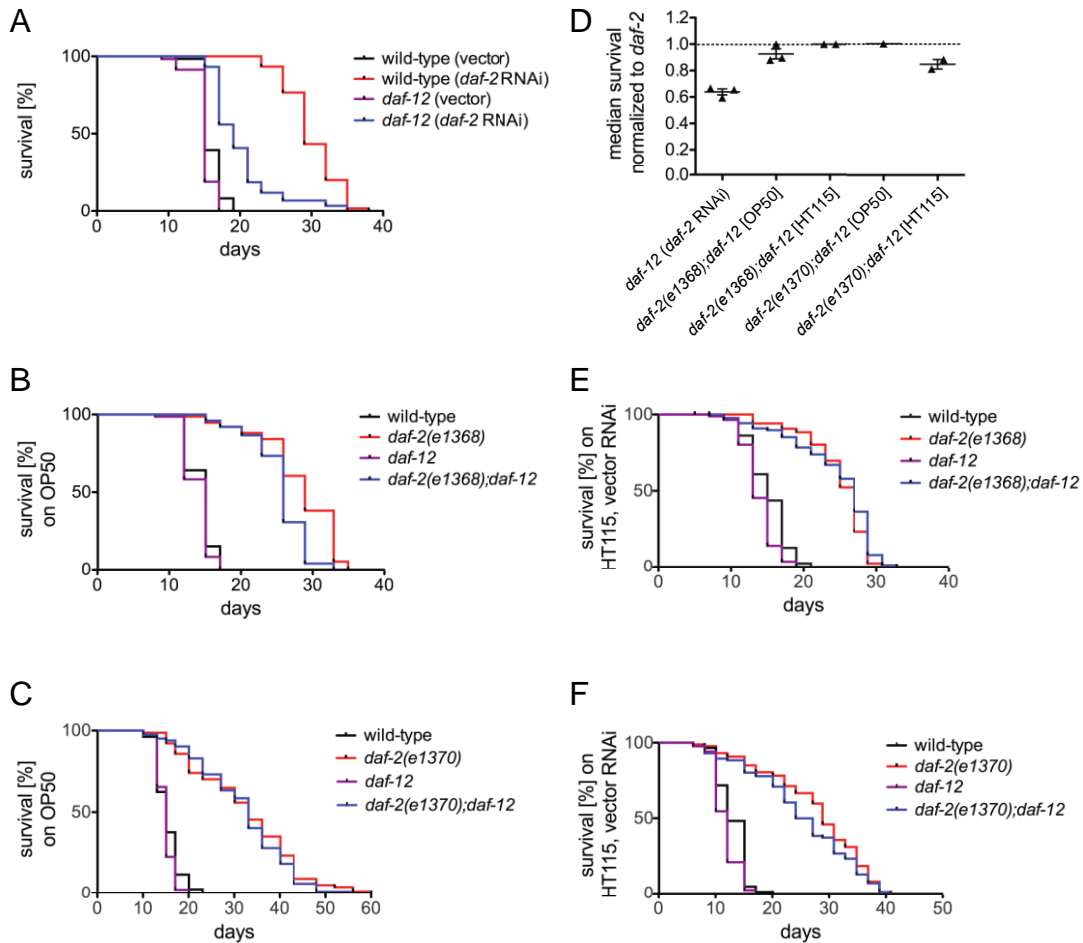 A
survival [%]
100
50
0
0 10 20 30 40
days
wild-type (vector)
wild-type (daf-2 RNAi)
daf-12 (vector)
daf-12 (daf-2 RNAi)
D
median survival
normalized to daf-2
1.2
1.0
0.8
0.6
0.4
0.2
0.0
daf-12 (daf-2 RNAi)
daf-2(e1368);daf-12 [OP50]
daf-2(e1368);daf-12 [HT115]
daf-2(e1370);daf-12 [OP50]
daf-2(e1370);daf-12 [HT115]
B
survival [%]
on OP50
100
50
0
0 10 20 30 40
days
wild-type
daf-2(e1368)
daf-12
daf-2(e1368);daf-12
E
survival [%] on
HT115, vector RNAi
100
50
0
0 10 20 30 40
days
wild-type
daf-2(e1368)
daf-12
daf-2(e1368);daf-12
C
survival [%]
on OP50
100
50
0
0 10 20 30 40 50 60
days
wild-type
daf-2(e1370)
daf-12
daf-2(e1370);daf-12
F
survival [%] on
HT115, vector RNAi
100
50
0
0 10 20 30 40 50
days
wild-type
daf-2(e1370)
daf-12
daf-2(e1370);daf-12